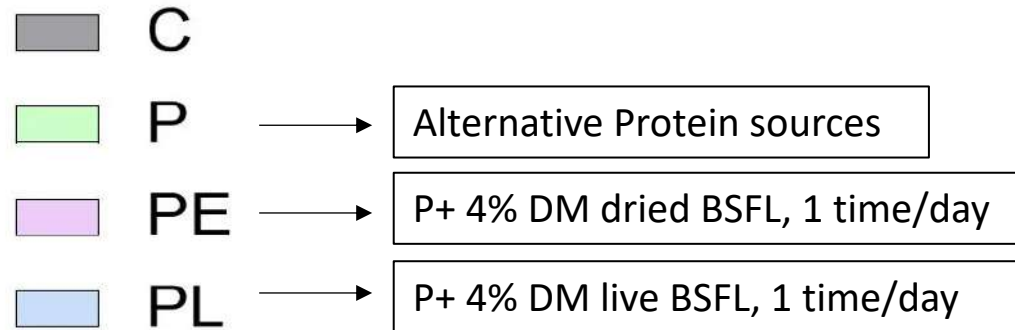 C
P Alternative Protein sources
PE P+ 4% DM dried BSFL, 1 time/day
PL P+ 4% DM live BSFL, 1 time/day